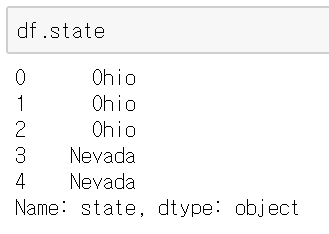 df.state
0      Ohio
1      Ohio
2      Ohio
3    Nevada
4    Nevada
Name: state, dtype: object